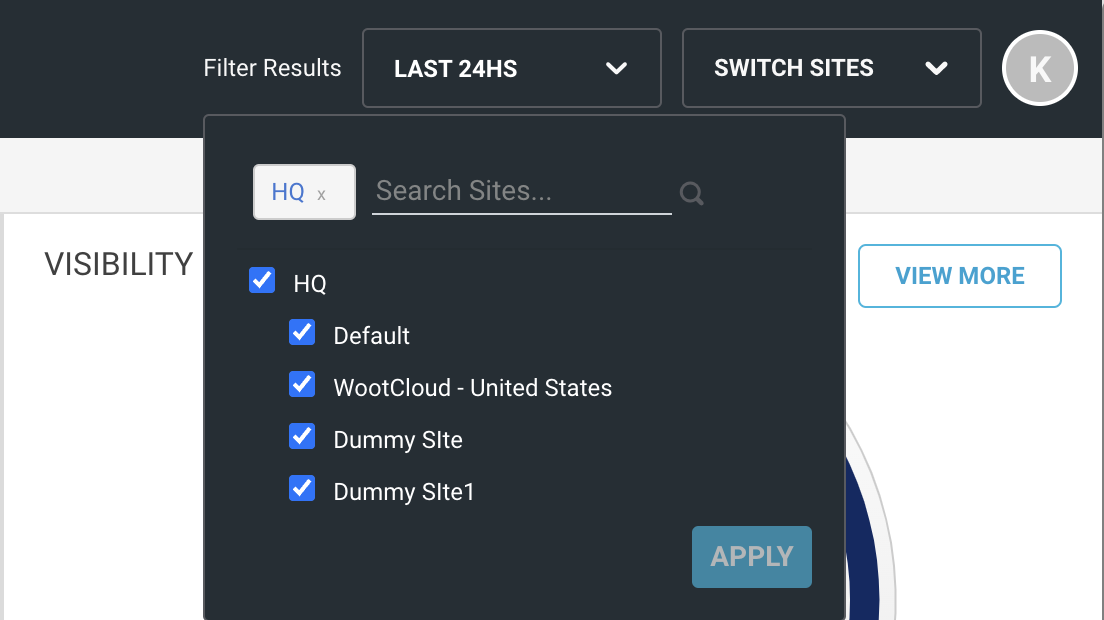 Filter Results
LAST 24HS
SWITCH SITES
K
HQ x
Search Sites...
VISIBILITY
VIEW MORE
HQ
Default
WootCloud - United States
Dummy SIte
Dummy SIte1
APPLY